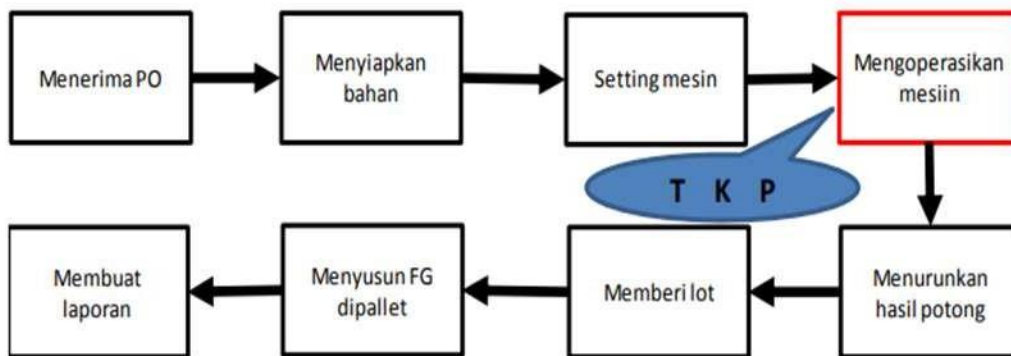 Menerima PO
Menyiapkan
bahan
Setting mesin
Mengoperasikan
mesiin
T K P
Menurunkan
hasil potong
Memberi lot
Menyusun FG
dipallet
Membuat
laporan